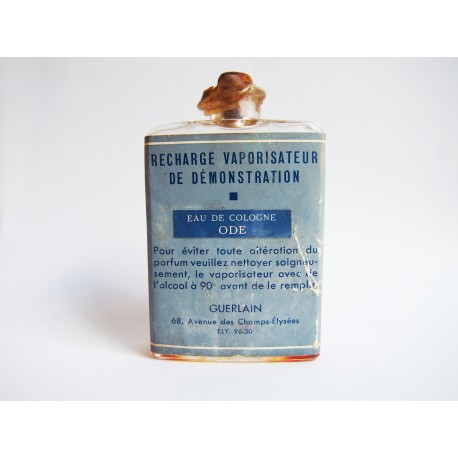 RECHARGE VAPORISATEUR
DE DÉMONSTRATION
EAU DE COLOGNE
ODE
Pour éviter toute altération du
parfum veuillez nettoyer soigneu-
sement, le vaporisateur avec de
l'alcool à 90° avant de le remplir.
GUERLAIN
68, Avenue des Champs-Élysées
ELY. 96-30